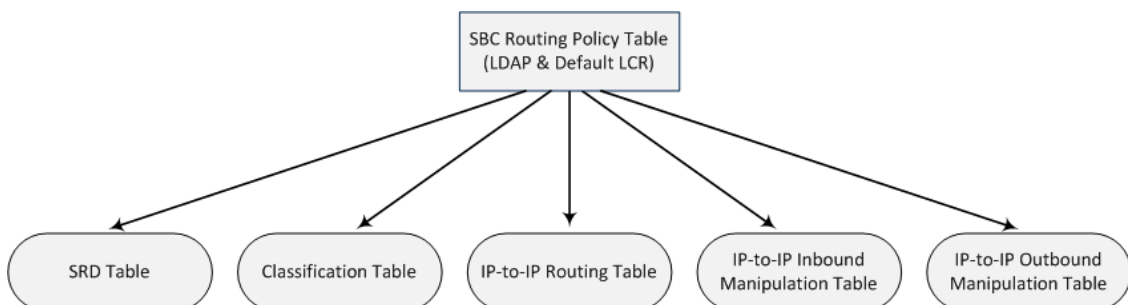 SBC Routing Policy Table
(LDAP & Default LCR)
SRD Table
Classification Table
IP-to-IP Routing Table
IP-to-IP Inbound
Manipulation Table
IP-to-IP Outbound
Manipulation Table